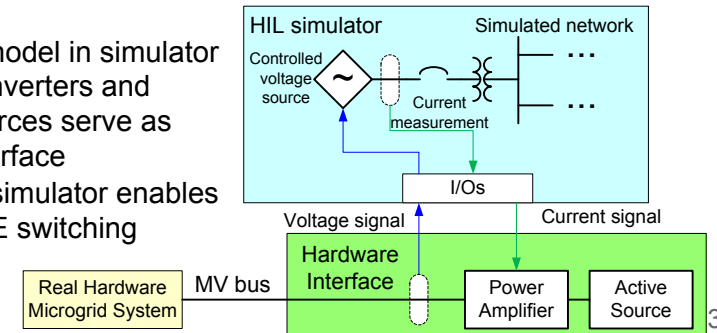 model in simulator
nverters and
rces serve as
rface
simulator enables
E switching
HIL simulator
Simulated network
Controlled
voltage
source
~
Current
measurement
...
...
I/Os
Voltage signal
Current signal
Hardware
Interface
Real Hardware
Microgrid System
MV bus
Power
Amplifier
Active
Source
3